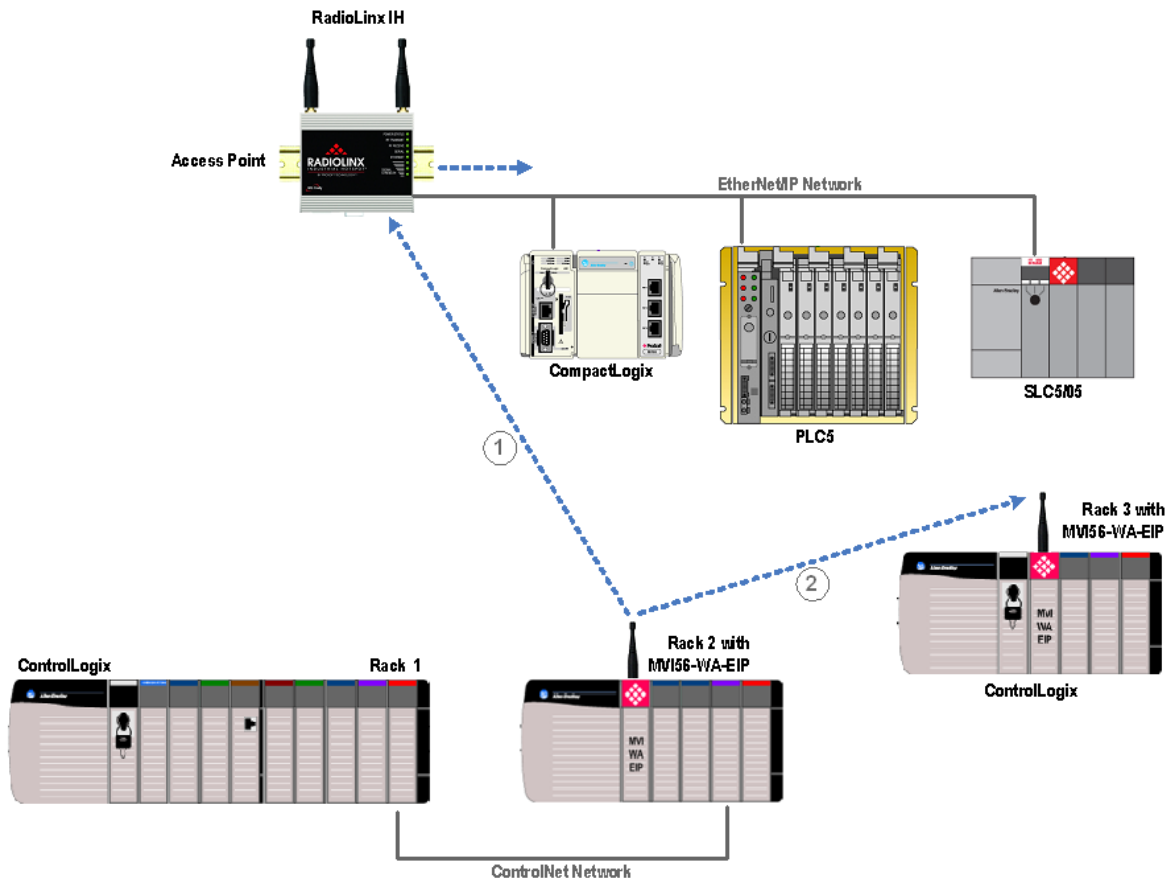 RadioLinx IH
Access Point
RADIOLINX
INDUSTRIAL HOTSPOT
EtherNet/IP Network
CompactLogix
PLC5
SLC5/05
1
Rack 3 with
MVI56-WA-EIP
2
MVI
WA
EIP
ControlLogix
Rack 2 with
MVI56-WA-EIP
ControlLogix
Rack 1
MVI
WA
EIP
ControlNet Network